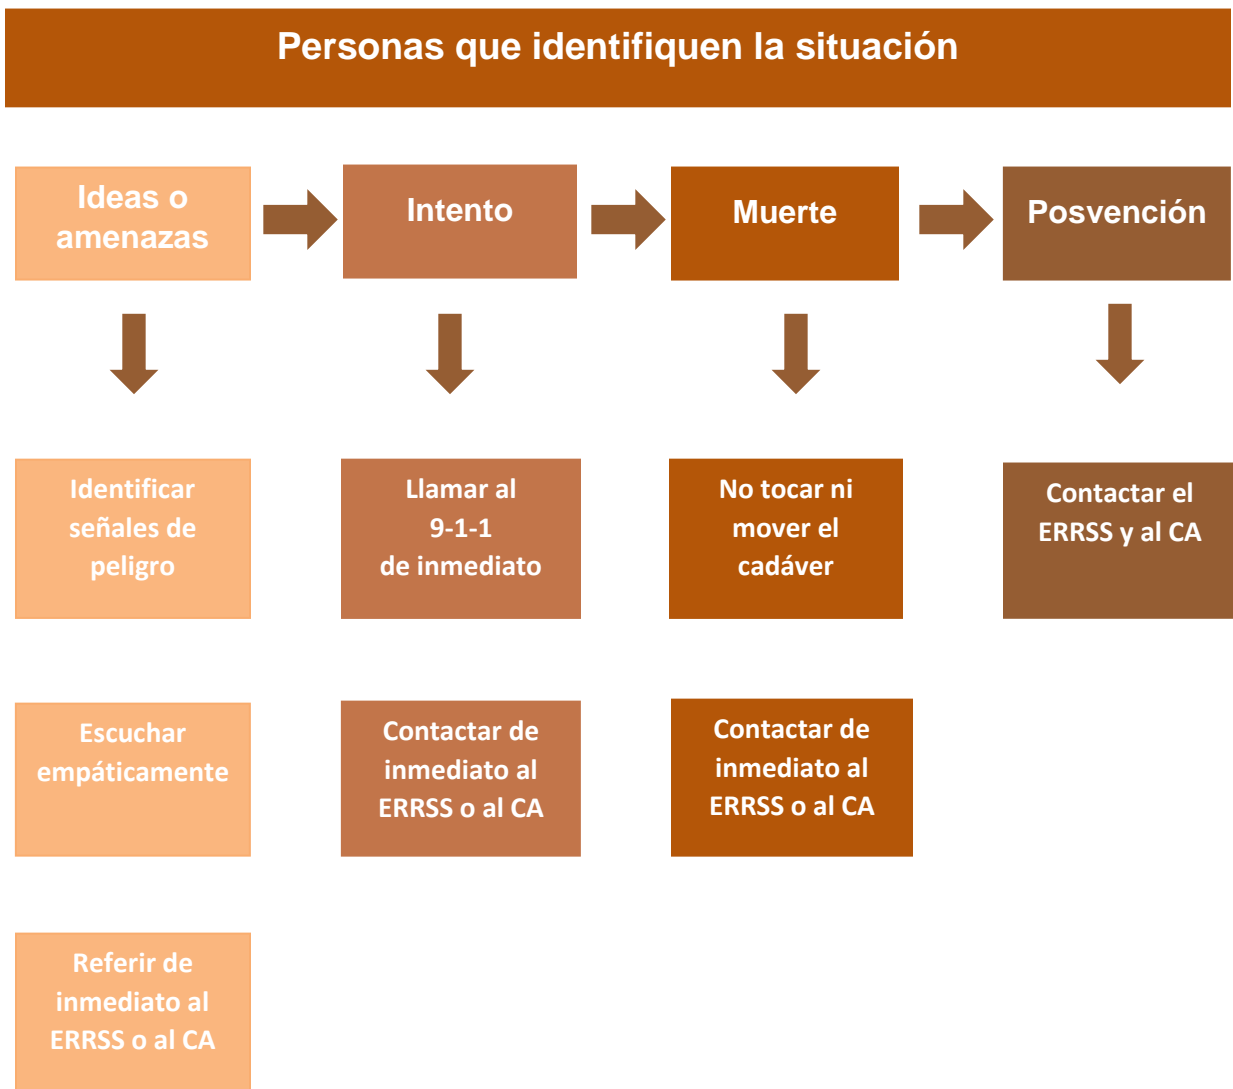 Personas que identifiquen la situación
Ideas o
amenazas
Intento
Muerte
Posvención
Identificar
señales de
peligro
Llamar al
9-1-1
de inmediato
No tocar ni
mover el
cadáver
Contactar el
ERRSS y al CA
Escuchar
empáticamente
Contactar de
inmediato al
ERRSS o al CA
Contactar de
inmediato al
ERRSS o al CA
Referir de
inmediato al
ERRSS o al CA